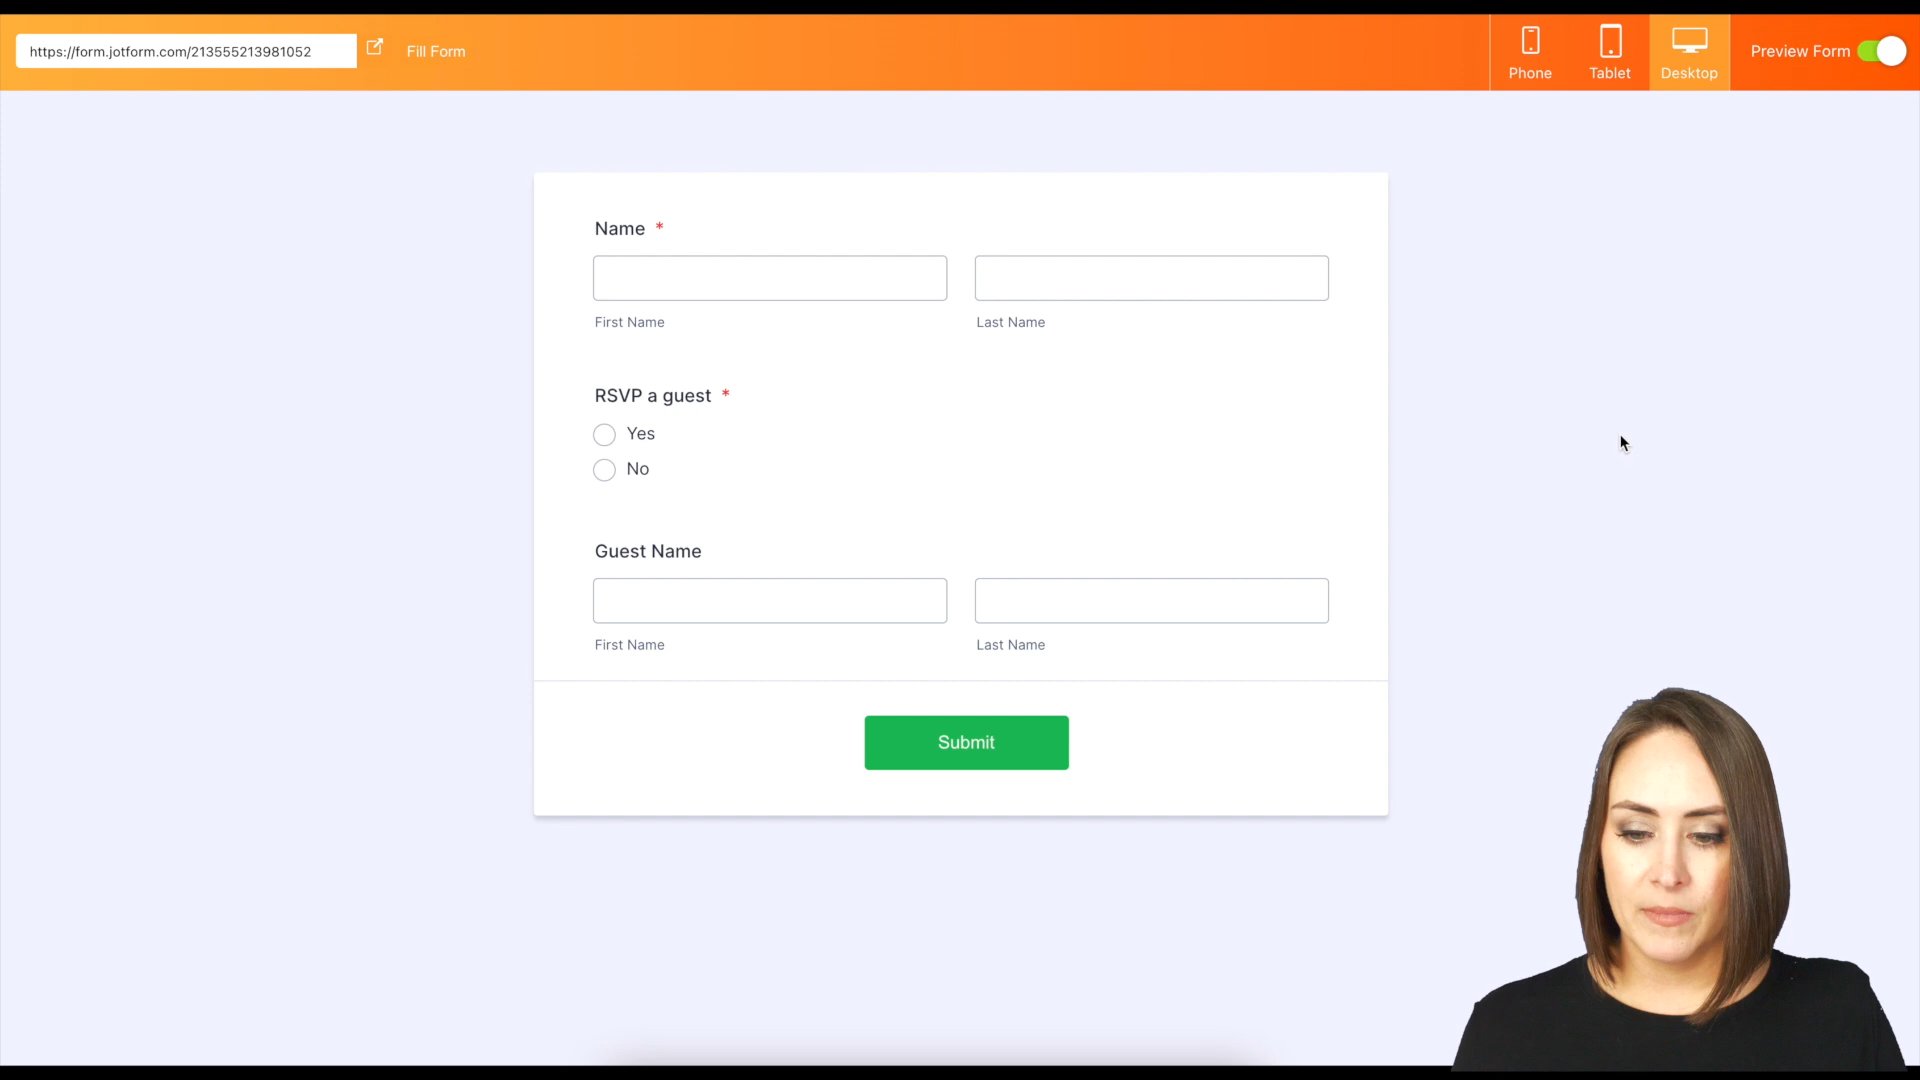 https://form.jotform.com/213555213981052
Fill Form
Phone
Tablet
Desktop
Preview Form
Name *
First Name
Last Name
RSVP a guest *
Yes
No
Guest Name
First Name
Last Name
Submit